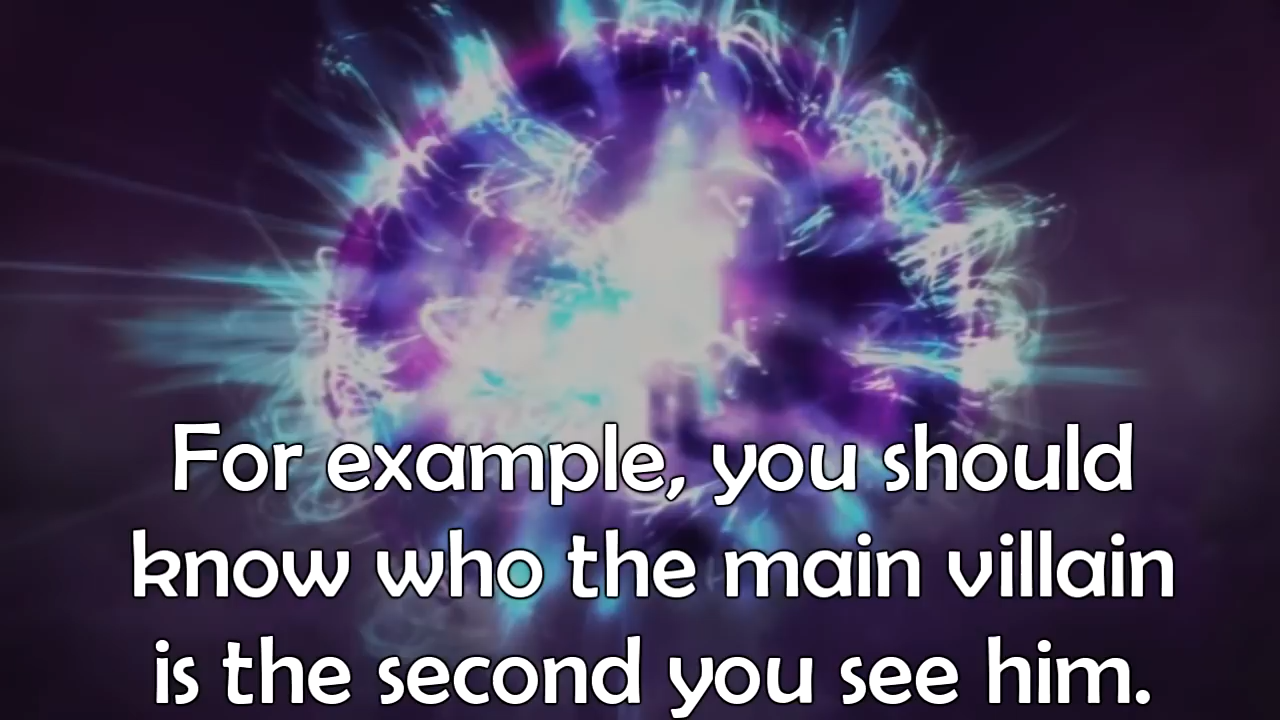 For example, you should
know who the main villain
is the second you see him.